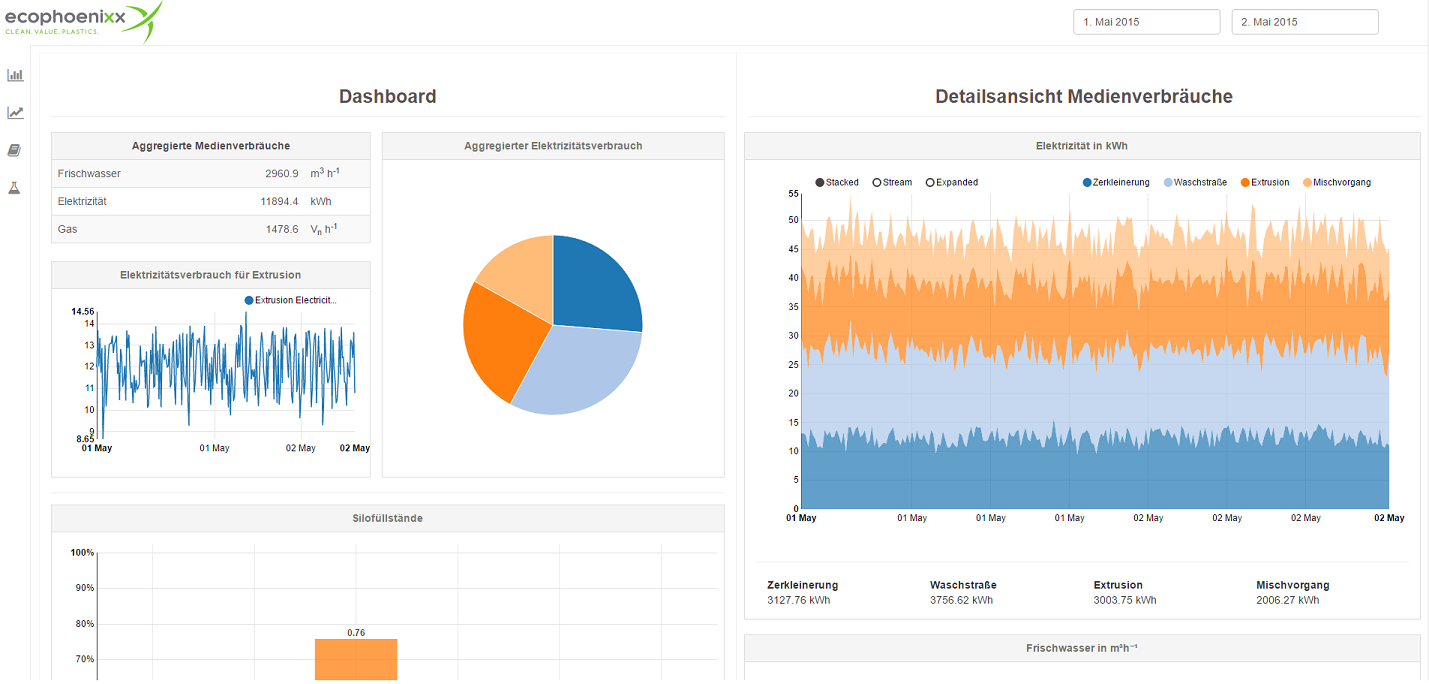 ecophoenixx
CLEAN. VALUE. PLASTICS.
1. Mai 2015
2. Mai 2015
Dashboard
Aggregierte Medienverbräuche
Frischwasser 2960.9 m³ h⁻¹
Elektrizität 11894.4 kWh
Gas 1478.6 Vₙ h⁻¹
Elektrizitätsverbrauch für Extrusion
Extrusion Electricit...
14.56
14
13
12
11
10
9
8.65
01 May 01 May 02 May 02 May
Aggregierter Elektrizitätsverbrauch
Silofüllstände
100%
90%
80%
70%
0.76
Detailsansicht Medienverbräuche
Elektrizität in kWh
Stacked Stream Expanded
Zerkleinerung Waschstraße Extrusion Mischvorgang
55
50
45
40
35
30
25
20
15
10
5
0
01 May 01 May 01 May 01 May 02 May 02 May 02 May 02 May
Zerkleinerung Waschstraße Extrusion Mischvorgang
3127.76 kWh 3756.62 kWh 3003.75 kWh 2006.27 kWh
Frischwasser in m³h⁻¹